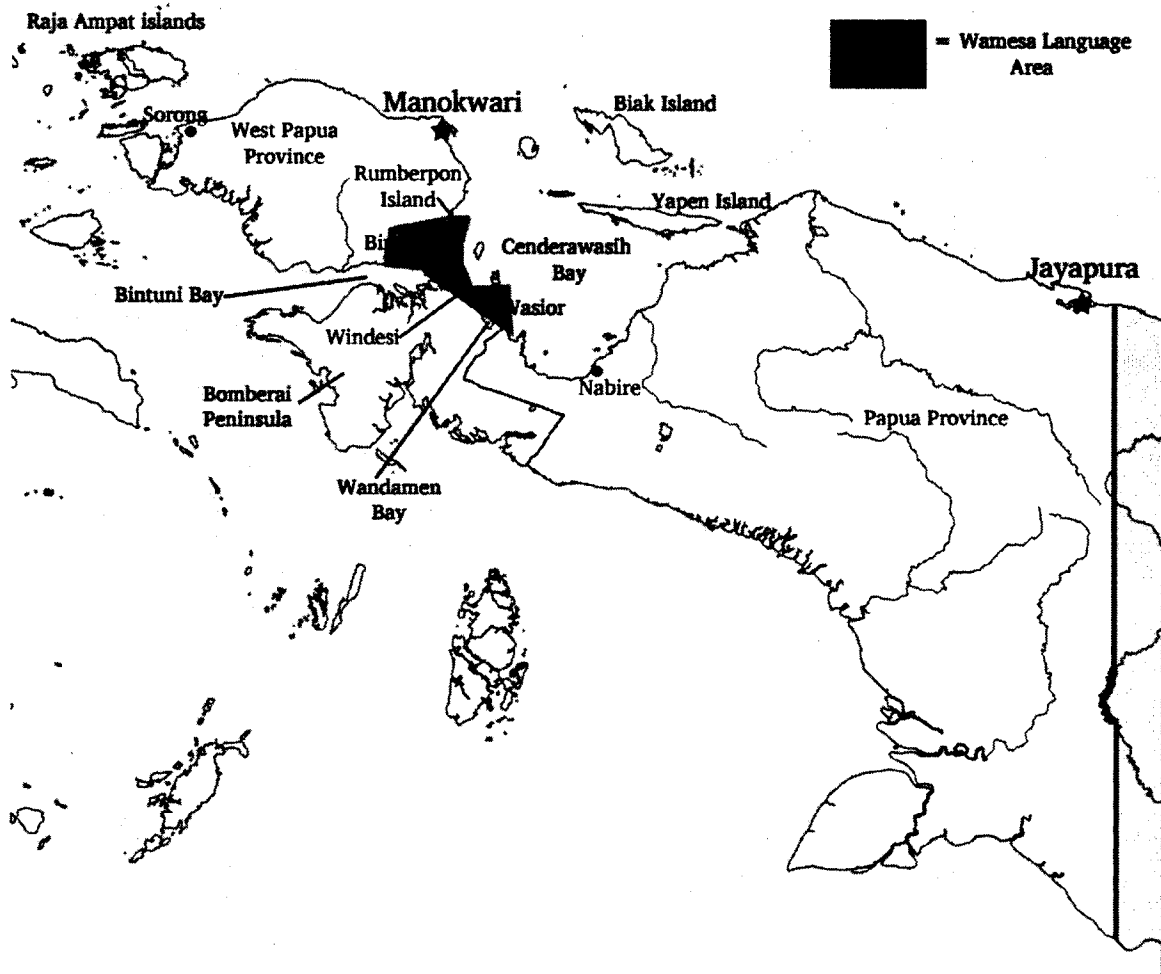 Raja Ampat islands
= Wamesa Language
Area
Manokwari
Biak Island
Sorong
West Papua
Province
Rumberpon
Island
Yapen Island
Cenderawasih
Bay
Jayapura
Bintuni Bay
Windesi
Nabire
Bomberai
Peninsula
Papua Province
Wandamen
Bay